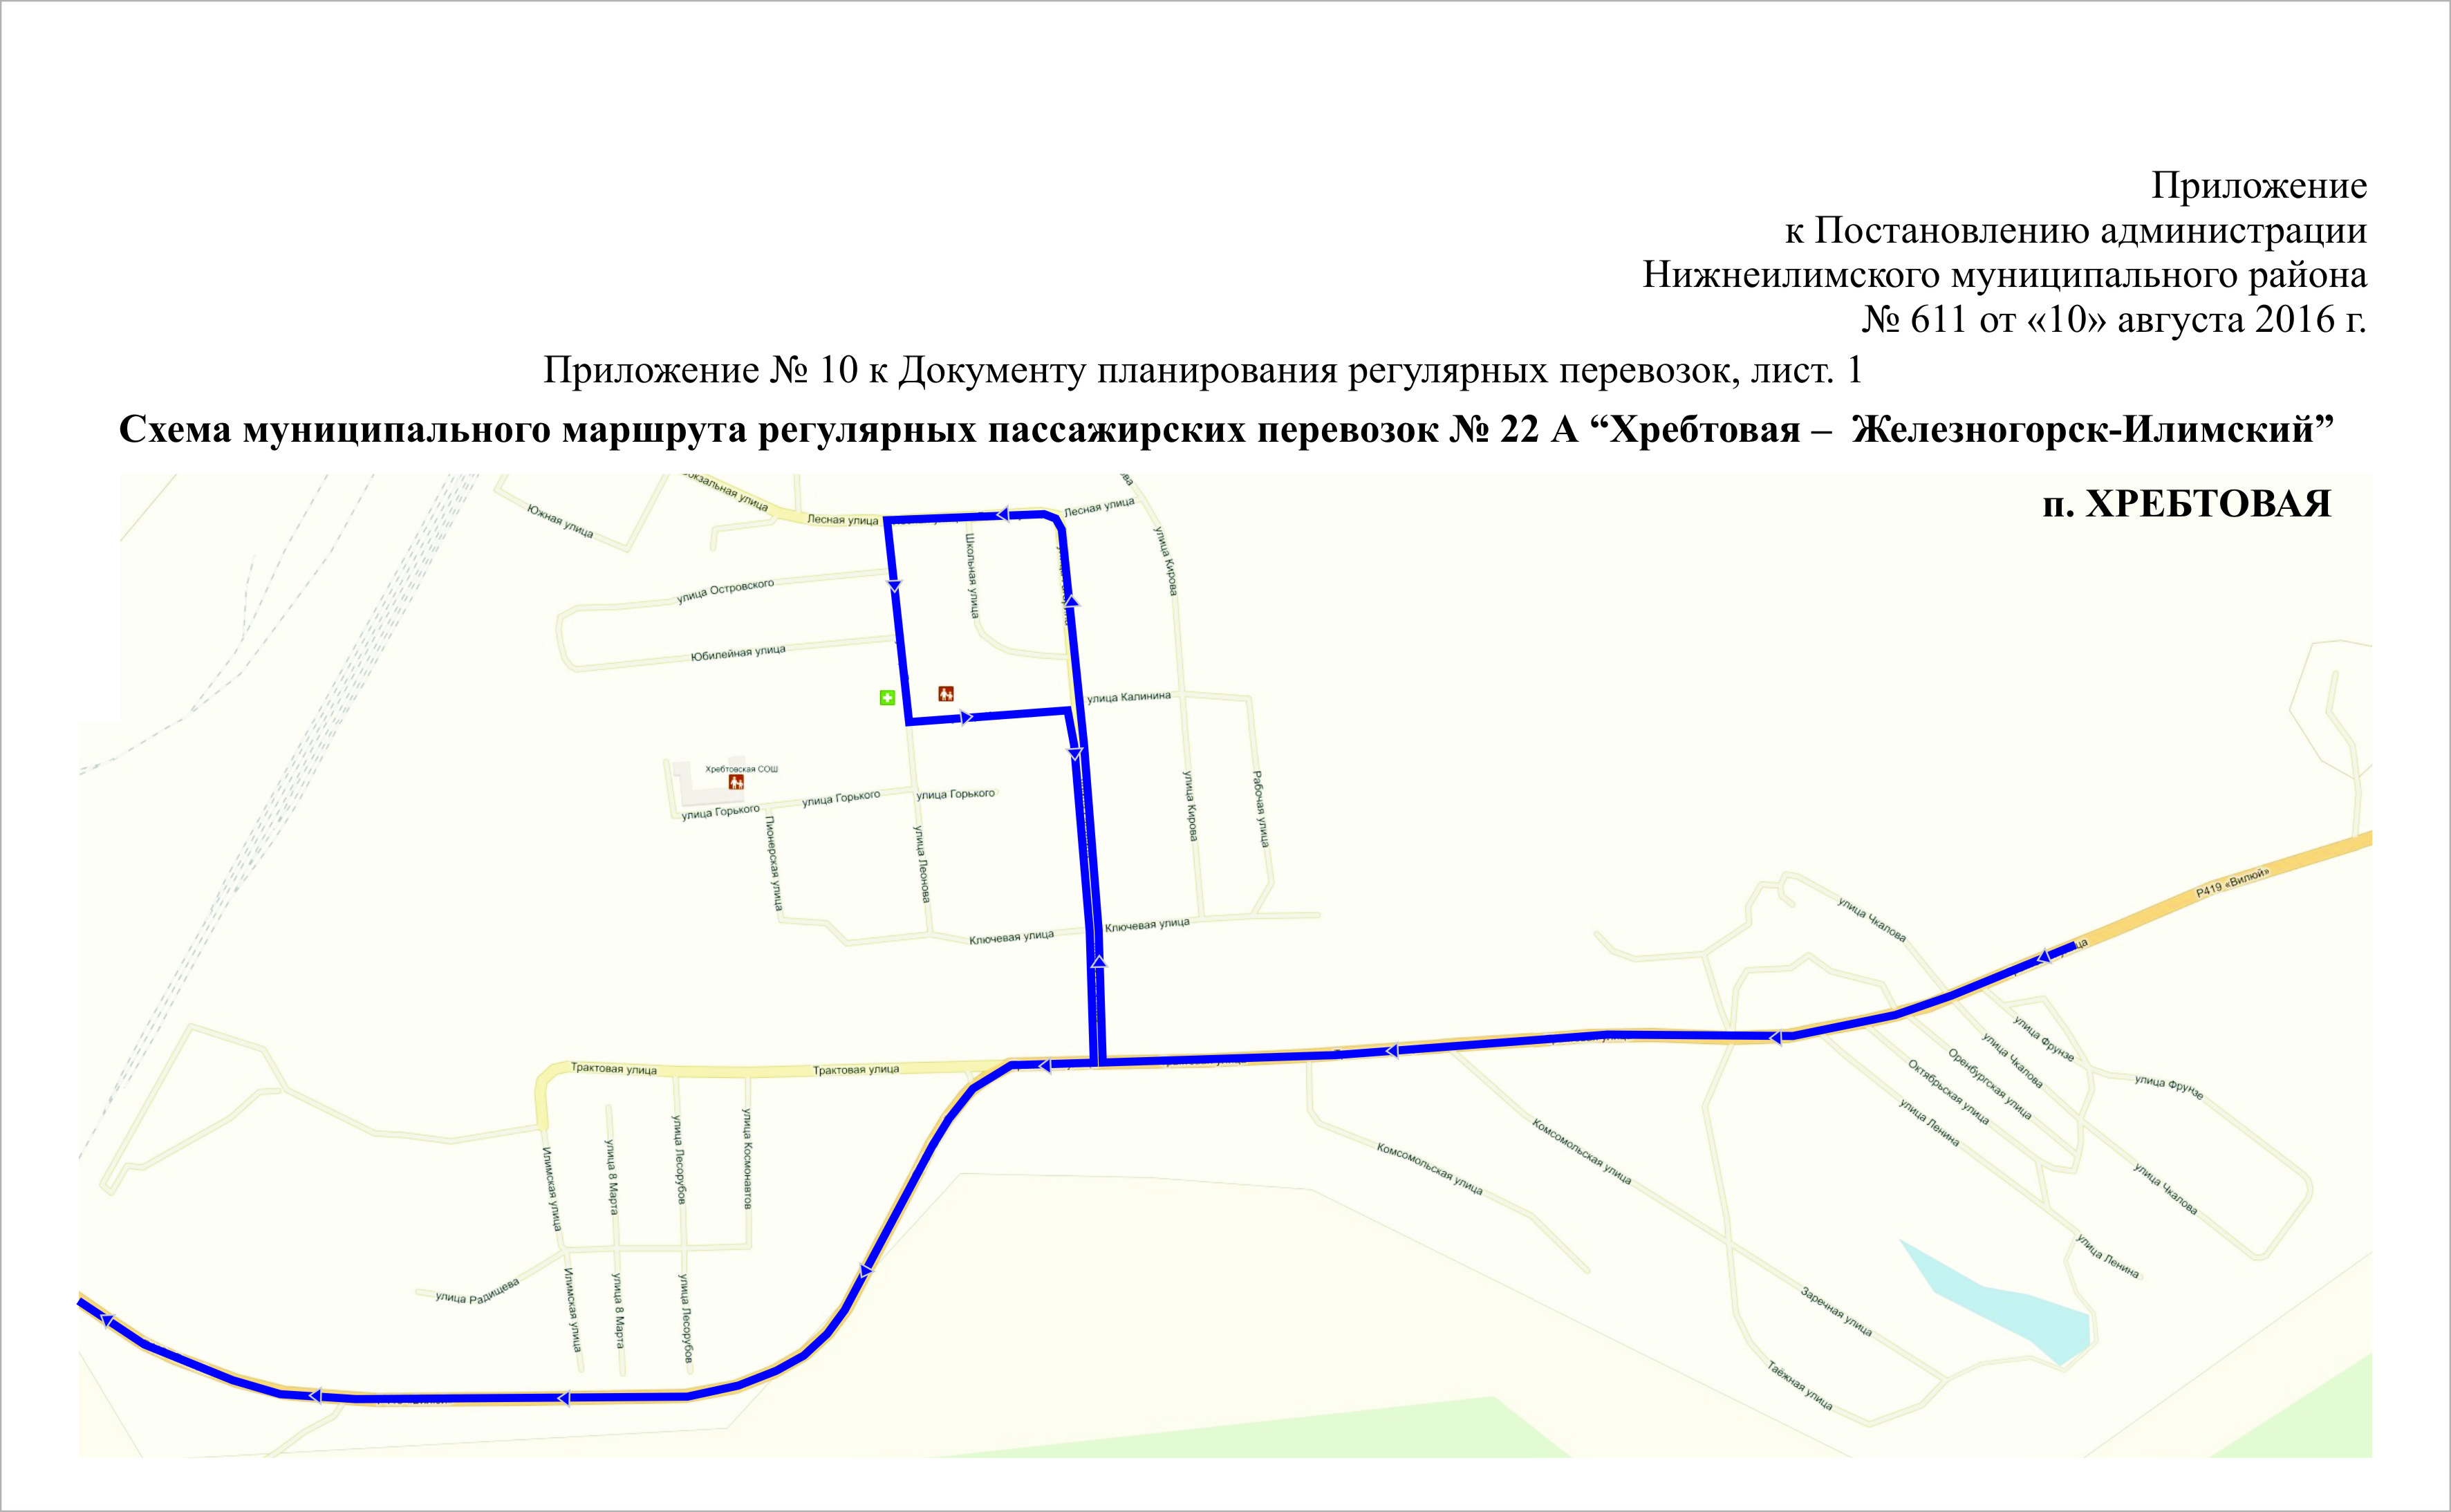 Приложение
к Постановлению администрации
Нижнеилимского муниципального района
№ 611 от «10» августа 2016 г.
Приложение № 10 к Документу планирования регулярных перевозок, лист. 1
Схема муниципального маршрута регулярных пассажирских перевозок № 22 А “Хребтовая – Железногорск-Илимский”
п. ХРЕБТОВАЯ
Южная улица
Лесная улица
Лесная улица
улица Кирова
Школьная улица
улица Островского
Юбилейная улица
улица Калинина
Хребтовская СОШ
улица Горького
улица Горького
улица Горького
Пионерская улица
улица Леонова
улица Кирова
Рабочая улица
Ключевая улица
Ключевая улица
Р419 «Вилюй»
улица Чкалова
улица Фрунзе
улица Чкалова
Оренбургская улица
Октябрьская улица
улица Ленина
улица Фрунзе
улица Чкалова
улица Ленина
Трактовая улица
Трактовая улица
Илимская улица
улица 8 Марта
улица Лесорубов
улица Космонавтов
Комсомольская улица
Комсомольская улица
улица Радищева
Илимская улица
улица 8 Марта
улица Лесорубов
Заречная улица
Таёжная улица